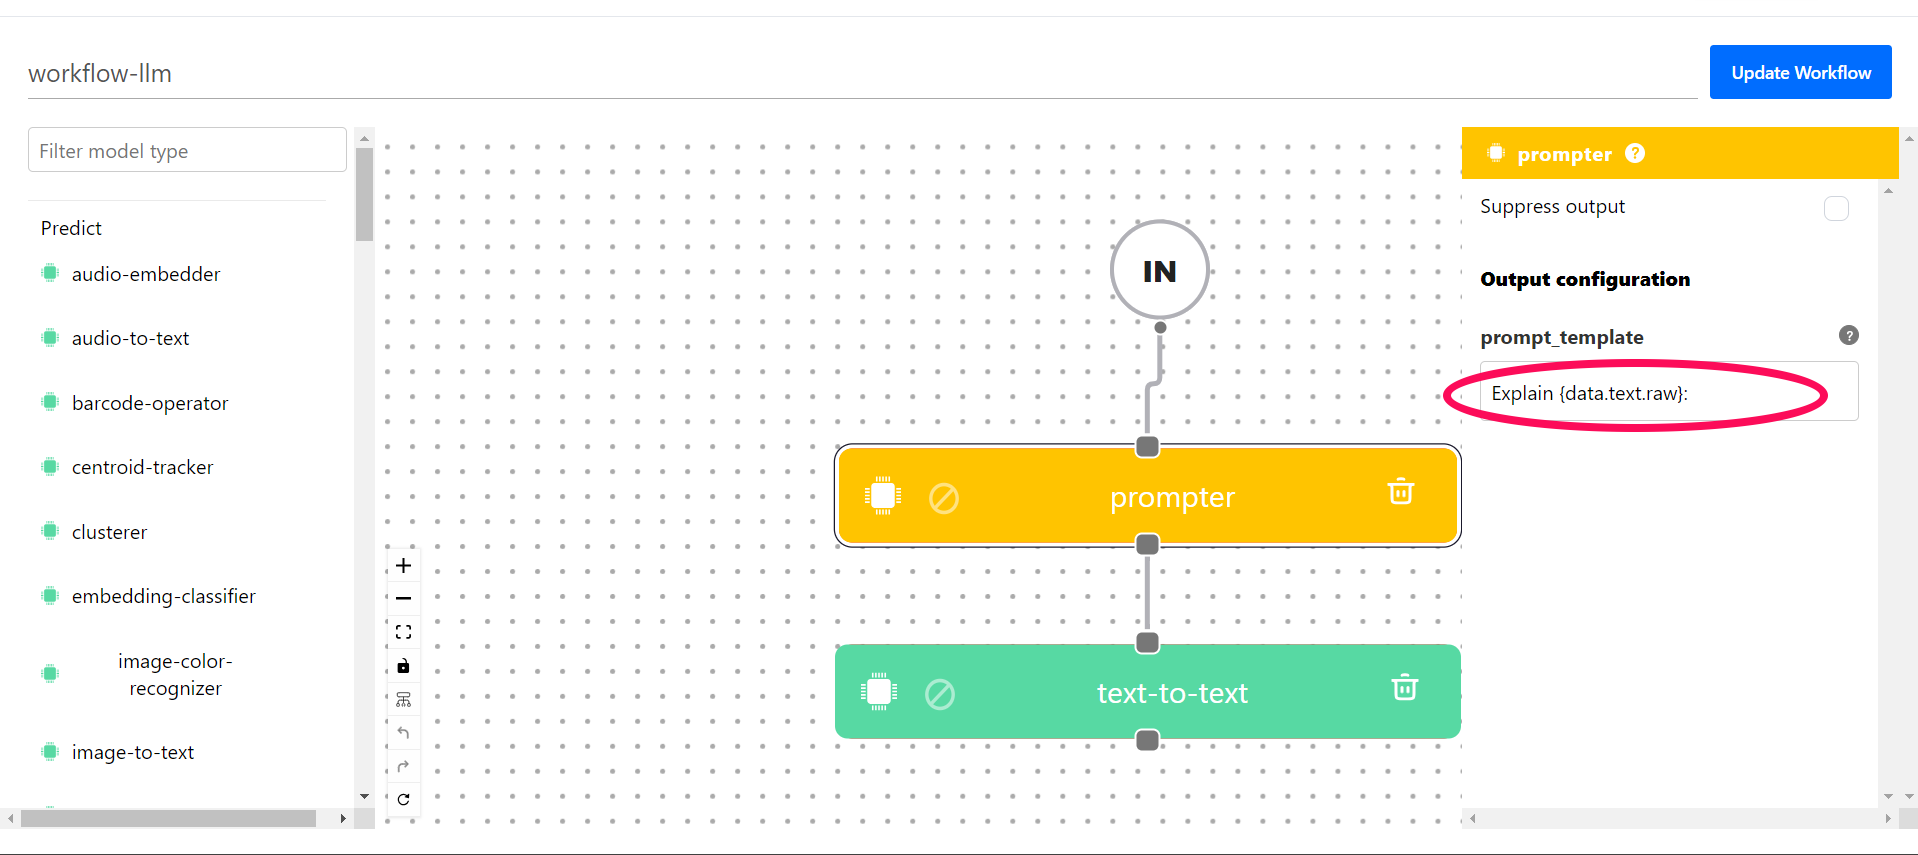 workflow-llm
Update Workflow
Filter model type
Predict
audio-embedder
audio-to-text
barcode-operator
centroid-tracker
clusterer
embedding-classifier
image-color-
recognizer
image-to-text
IN
prompter
text-to-text
prompter ?
Suppress output
Output configuration
prompt_template ?
Explain {data.text.raw}: